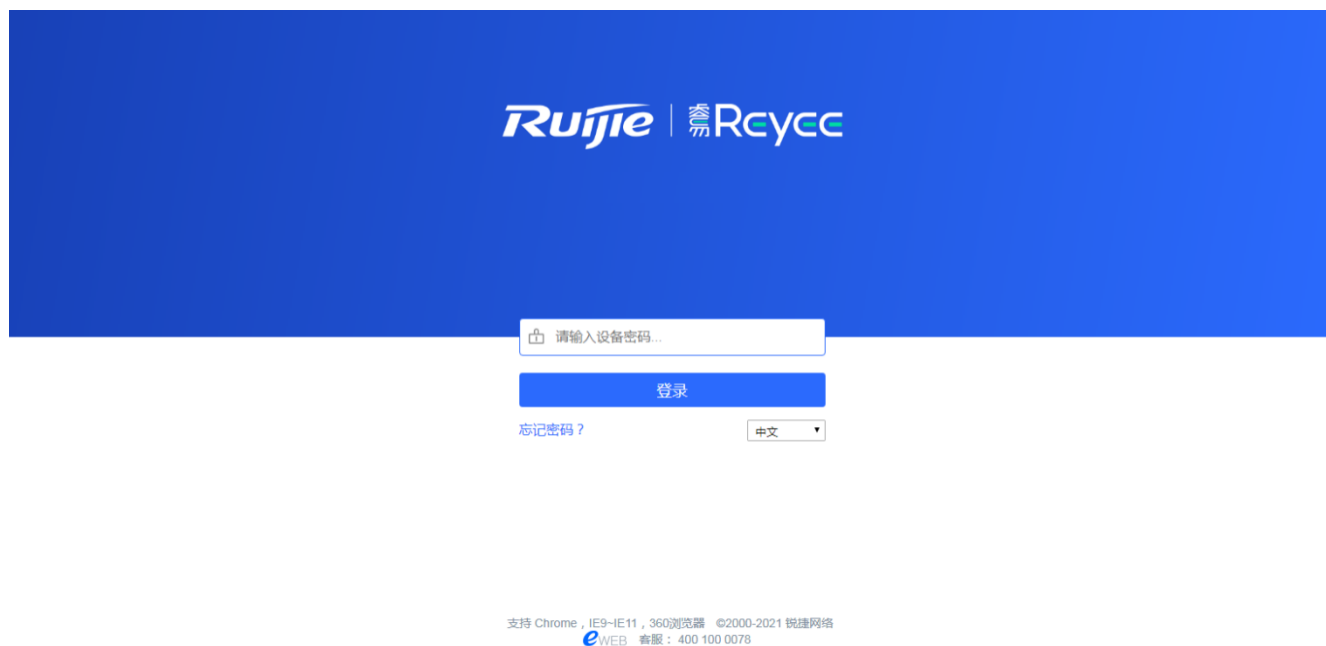 Ruijie | 睿易 Reyee
请输入设备密码...
登录
忘记密码？
中文
支持 Chrome，IE9~IE11，360浏览器 ©2000-2021 锐捷网络
eWEB 客服： 400 100 0078